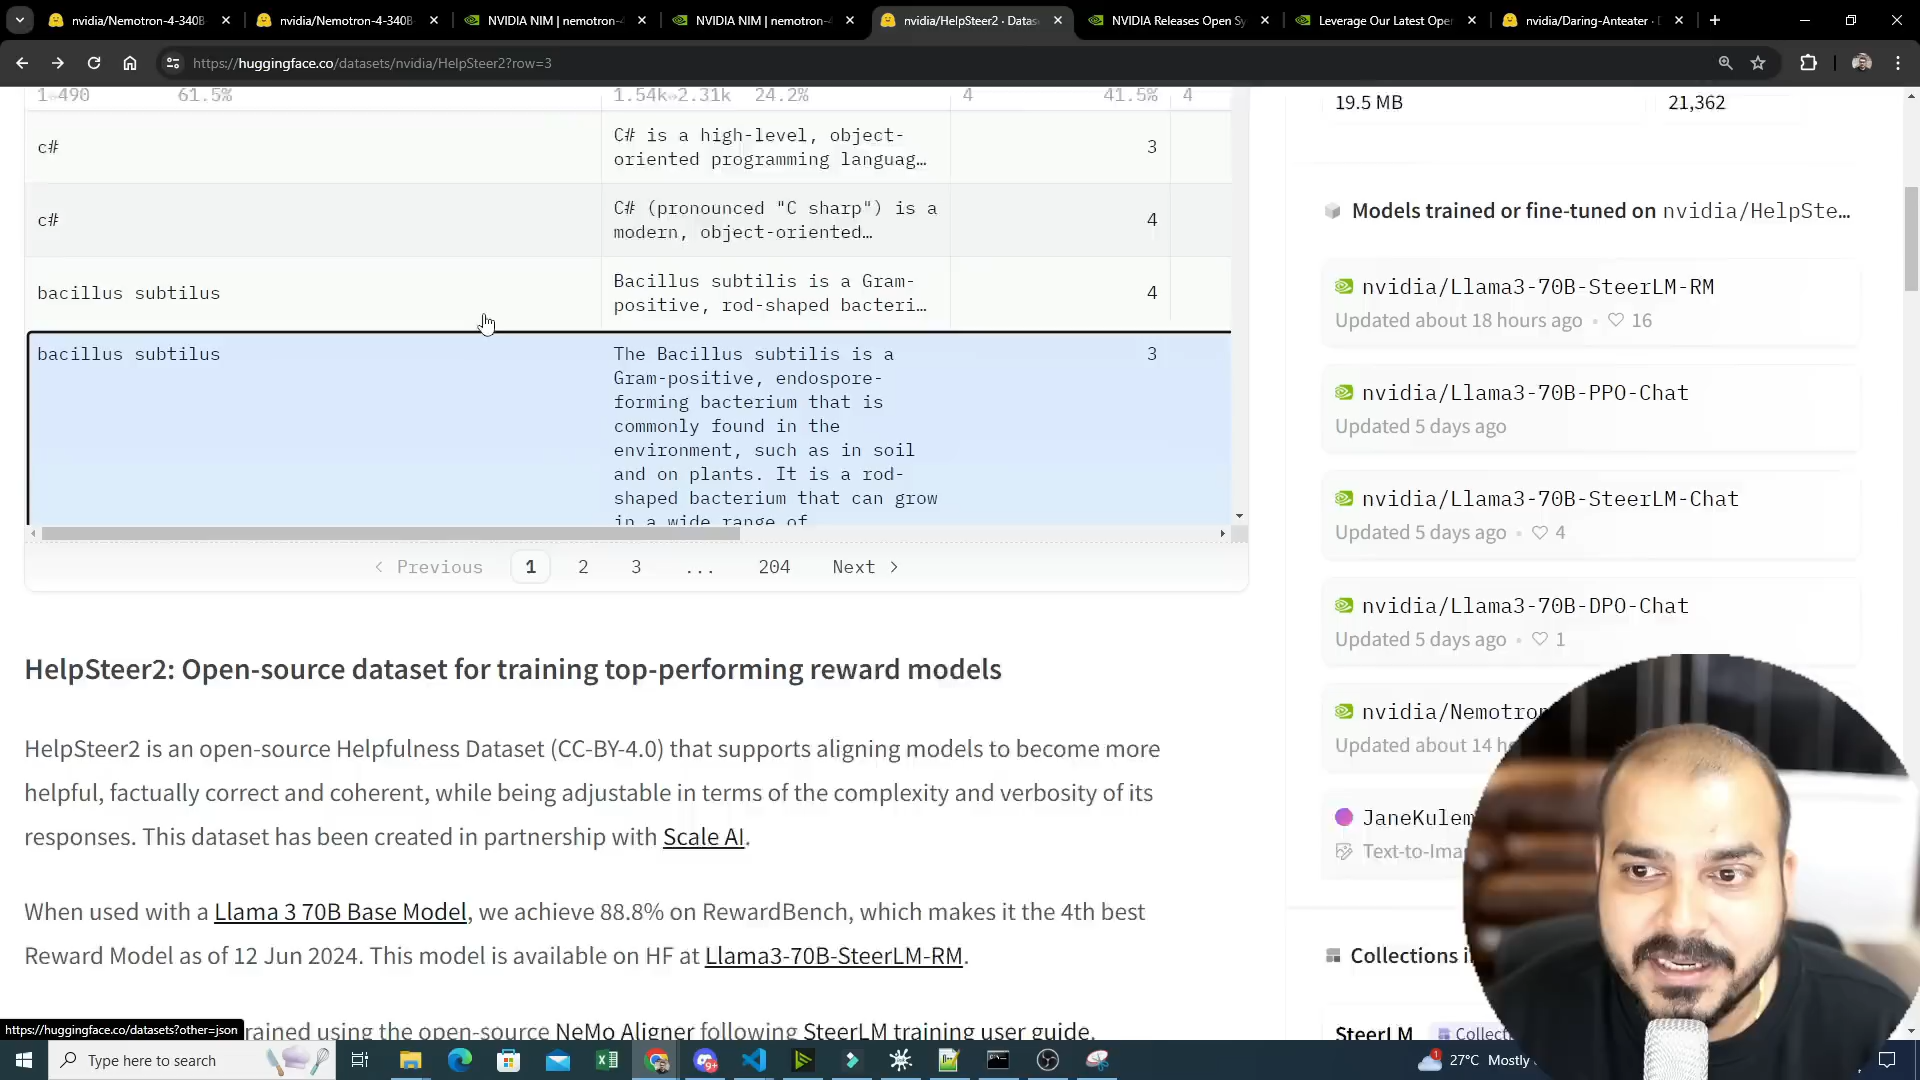 nvidia/Nemotron-4-340B
nvidia/Nemotron-4-340B
NVIDIA NIM | nemotron-4
NVIDIA NIM | nemotron-4
nvidia/HelpSteer2 · Datas
NVIDIA Releases Open Sy
Leverage Our Latest Oper
nvidia/Daring-Anteater · D
https://huggingface.co/datasets/nvidia/HelpSteer2?row=3
1-490 61.5%
1.54k-2.31k 24.2%
4 41.5%
4
c#
C# is a high-level, object-
oriented programming languag…
3
c#
C# (pronounced "C sharp") is a
modern, object-oriented…
4
bacillus subtilus
Bacillus subtilis is a Gram-
positive, rod-shaped bacteri…
4
bacillus subtilus
The Bacillus subtilis is a
Gram-positive, endospore-
forming bacterium that is
commonly found in the
environment, such as in soil
and on plants. It is a rod-
shaped bacterium that can grow
in a wide range of
3
< Previous 1 2 3 ... 204 Next >
HelpSteer2: Open-source dataset for training top-performing reward models
HelpSteer2 is an open-source Helpfulness Dataset (CC-BY-4.0) that supports aligning models to become more
helpful, factually correct and coherent, while being adjustable in terms of the complexity and verbosity of its
responses. This dataset has been created in partnership with Scale AI.
When used with a Llama 3 70B Base Model, we achieve 88.8% on RewardBench, which makes it the 4th best
Reward Model as of 12 Jun 2024. This model is available on HF at Llama3-70B-SteerLM-RM.
rained using the open-source NeMo Aligner following SteerLM training user guide.
https://huggingface.co/datasets?other=json
19.5 MB
21,362
Models trained or fine-tuned on nvidia/HelpSte…
nvidia/Llama3-70B-SteerLM-RM
Updated about 18 hours ago • 16
nvidia/Llama3-70B-PPO-Chat
Updated 5 days ago
nvidia/Llama3-70B-SteerLM-Chat
Updated 5 days ago • 4
nvidia/Llama3-70B-DPO-Chat
Updated 5 days ago • 1
nvidia/Nemotron
Updated about 14 h
JaneKulem
Text-to-Ima
Collections i
SteerLM Collect
Type here to search
9+
1
27°C Mostly